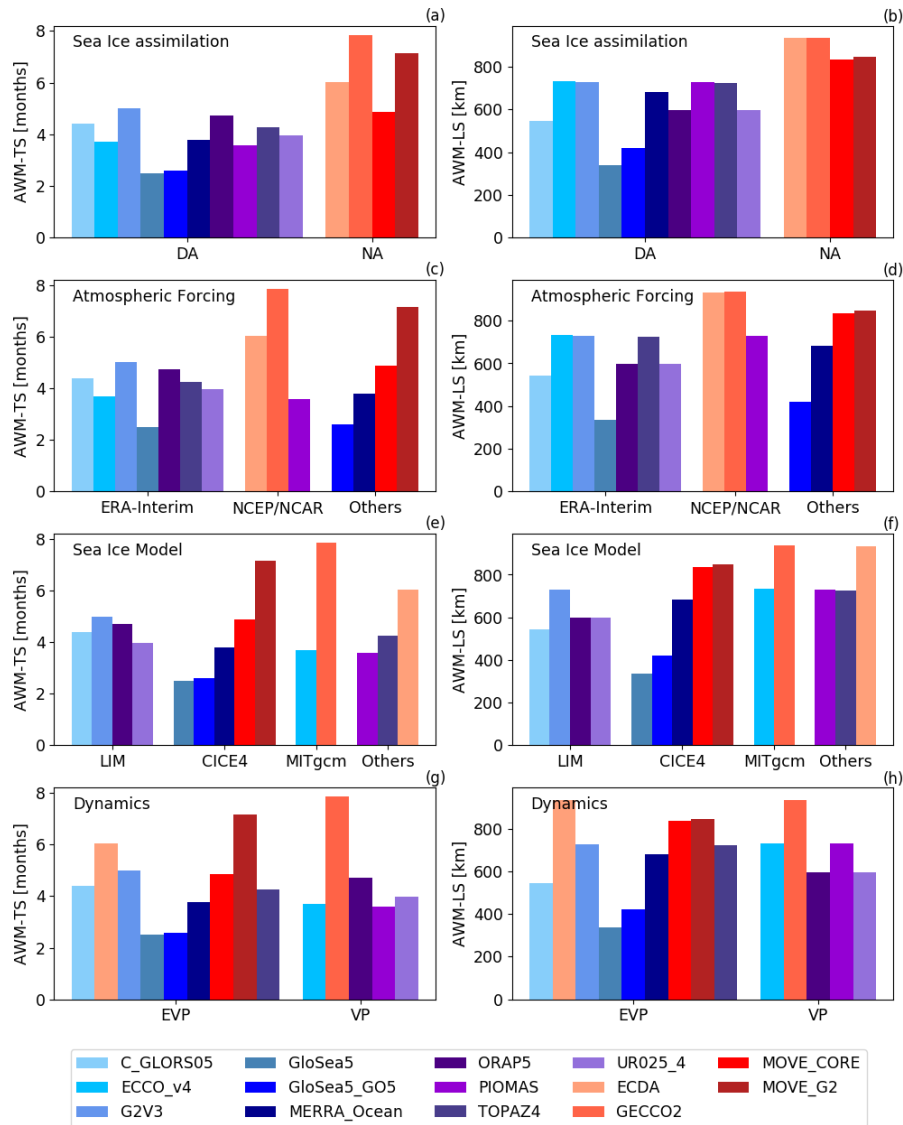 (a)
Sea Ice assimilation
AWM-TS [months]
8
6
4
2
0
DA NA
(b)
Sea Ice assimilation
AWM-LS [km]
800
600
400
200
0
DA NA
(c)
Atmospheric Forcing
AWM-TS [months]
8
6
4
2
0
ERA-Interim NCEP/NCAR Others
(d)
Atmospheric Forcing
AWM-LS [km]
800
600
400
200
0
ERA-Interim NCEP/NCAR Others
(e)
Sea Ice Model
AWM-TS [months]
8
6
4
2
0
LIM CICE4 MITgcm Others
(f)
Sea Ice Model
AWM-LS [km]
800
600
400
200
0
LIM CICE4 MITgcm Others
(g)
Dynamics
AWM-TS [months]
8
6
4
2
0
EVP VP
(h)
Dynamics
AWM-LS [km]
800
600
400
200
0
EVP VP
C_GLORS05 GloSea5 ORAP5 UR025_4 MOVE_CORE
ECCO_v4 GloSea5_GO5 PIOMAS ECDA MOVE_G2
G2V3 MERRA_Ocean TOPAZ4 GECCO2